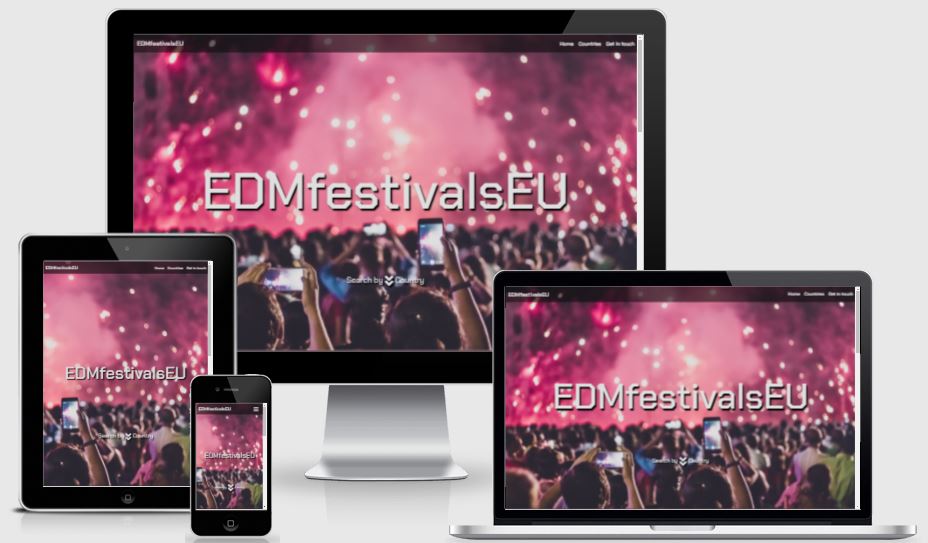 EDMfestivalsEU
Home Countries Get in touch
EDMfestivalsEU
Search by Country
EDMfestivalsEU
Home Countries Get in touch
EDMfestivalsEU
Search by Country
EDMfestivalsEU
EDMfestivalsEU
EDMfestivalsEU
Home Countries Get in touch
EDMfestivalsEU
Search by Country